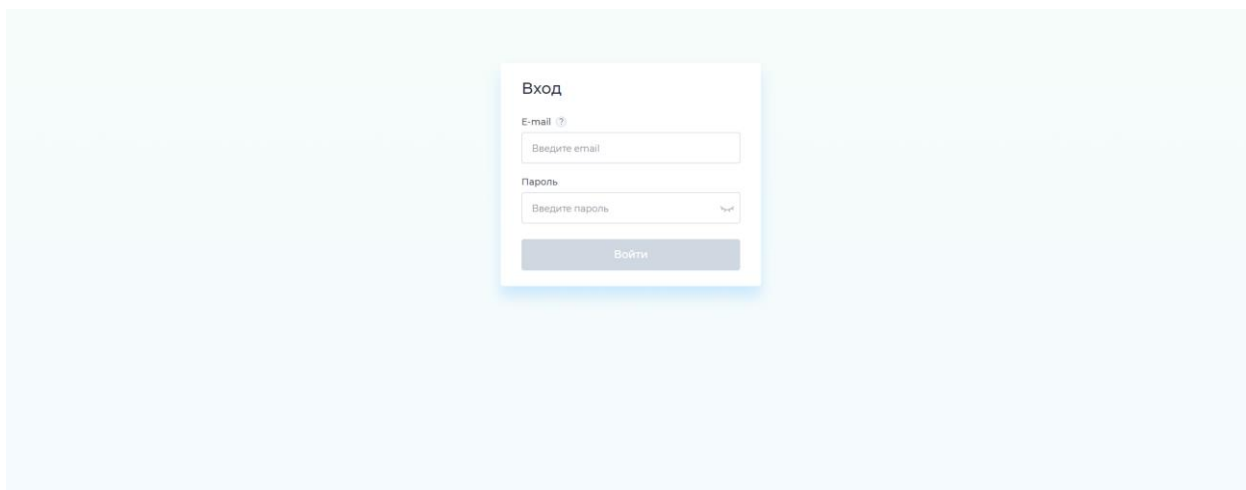 Вход
E-mail ?
Введите email
Пароль
Введите пароль
Войти